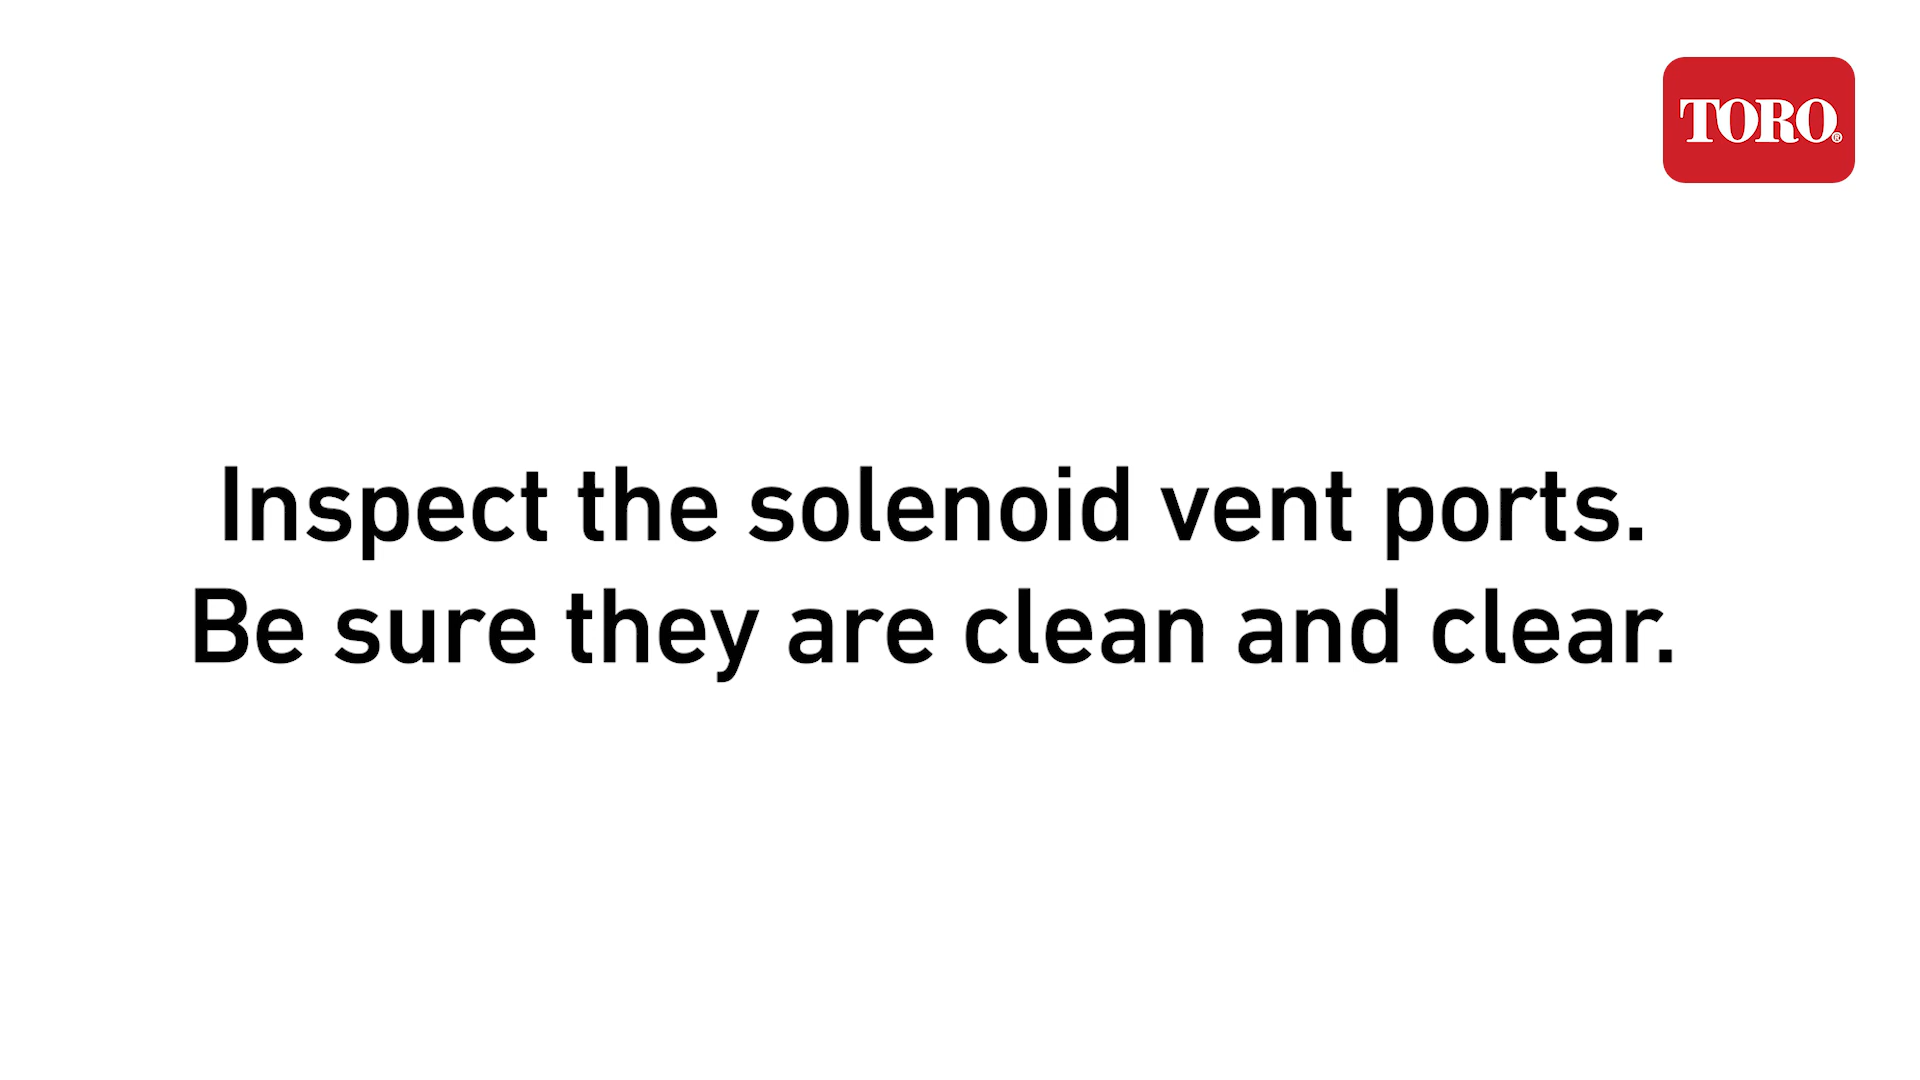 TORO®
Inspect the solenoid vent ports.
Be sure they are clean and clear.